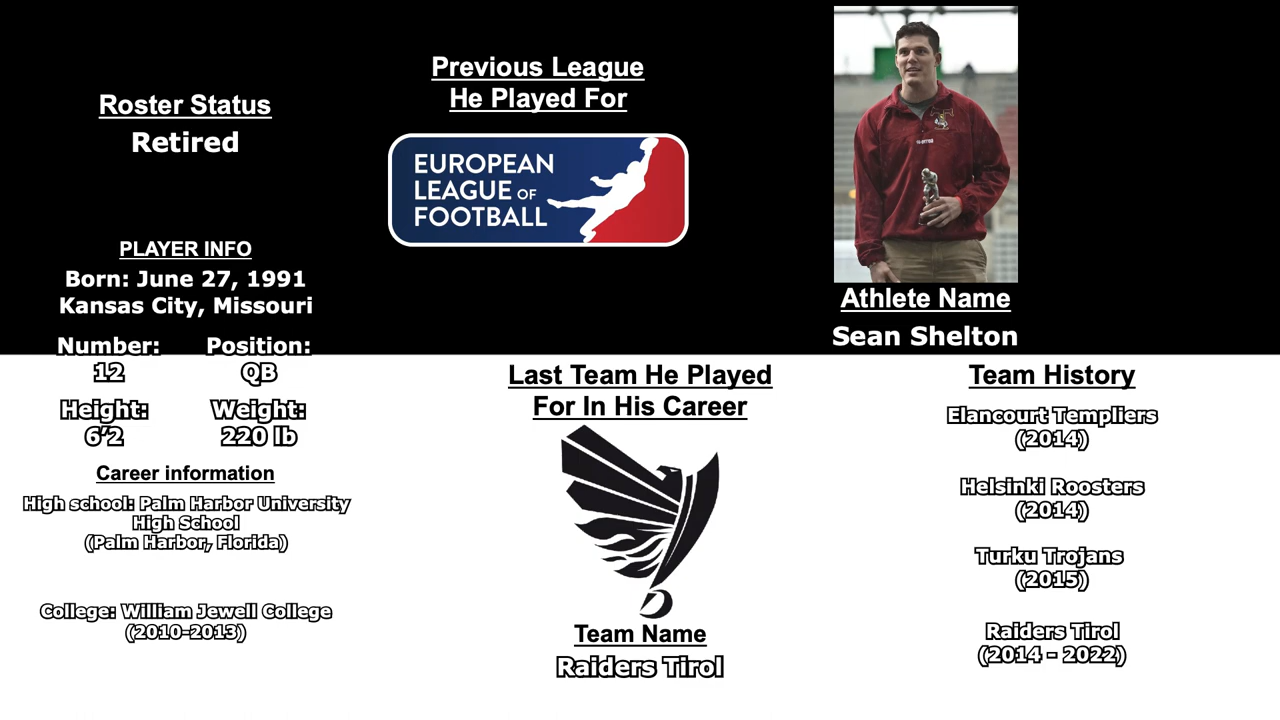 Roster Status
Retired
PLAYER INFO
Born: June 27, 1991
Kansas City, Missouri
Number:
12
Position:
QB
Height:
6’2
Weight:
220 lb
Career information
High school: Palm Harbor University
High School
(Palm Harbor, Florida)
College: William Jewell College
(2010-2013)
Previous League
He Played For
EUROPEAN
LEAGUE OF
FOOTBALL
Last Team He Played
For In His Career
Team Name
Raiders Tirol
Athlete Name
Sean Shelton
Team History
Elancourt Templiers
(2014)
Helsinki Roosters
(2014)
Turku Trojans
(2015)
Raiders Tirol
(2014 - 2022)